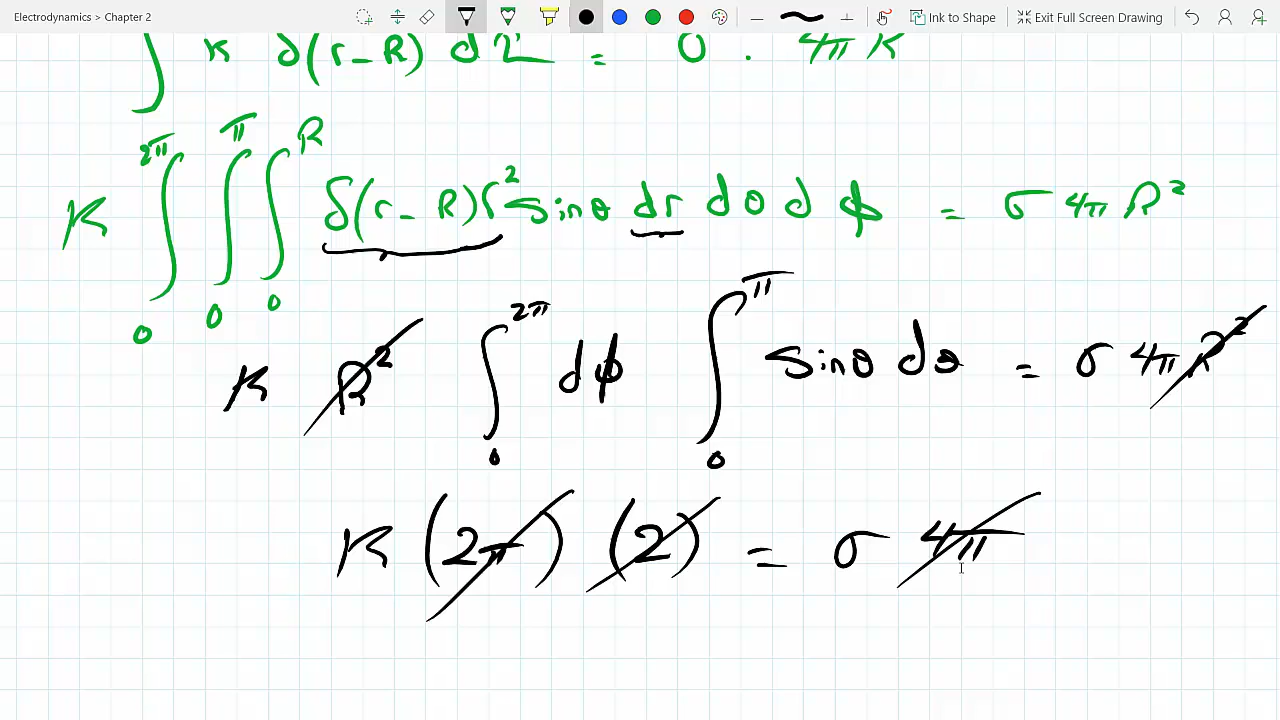 Electrodynamics > Chapter 2
Ink to Shape
Exit Full Screen Drawing
∫ K δ(r-R) dτ = σ · 4π R
K ∫₀^2π ∫₀^π ∫₀^R δ(r-R)r² sinθ dr dθ dϕ = σ 4π R²
K R² ∫₀^2π dϕ ∫₀^π sinθ dθ = σ 4π R²
K (2π) (2) = σ 4π